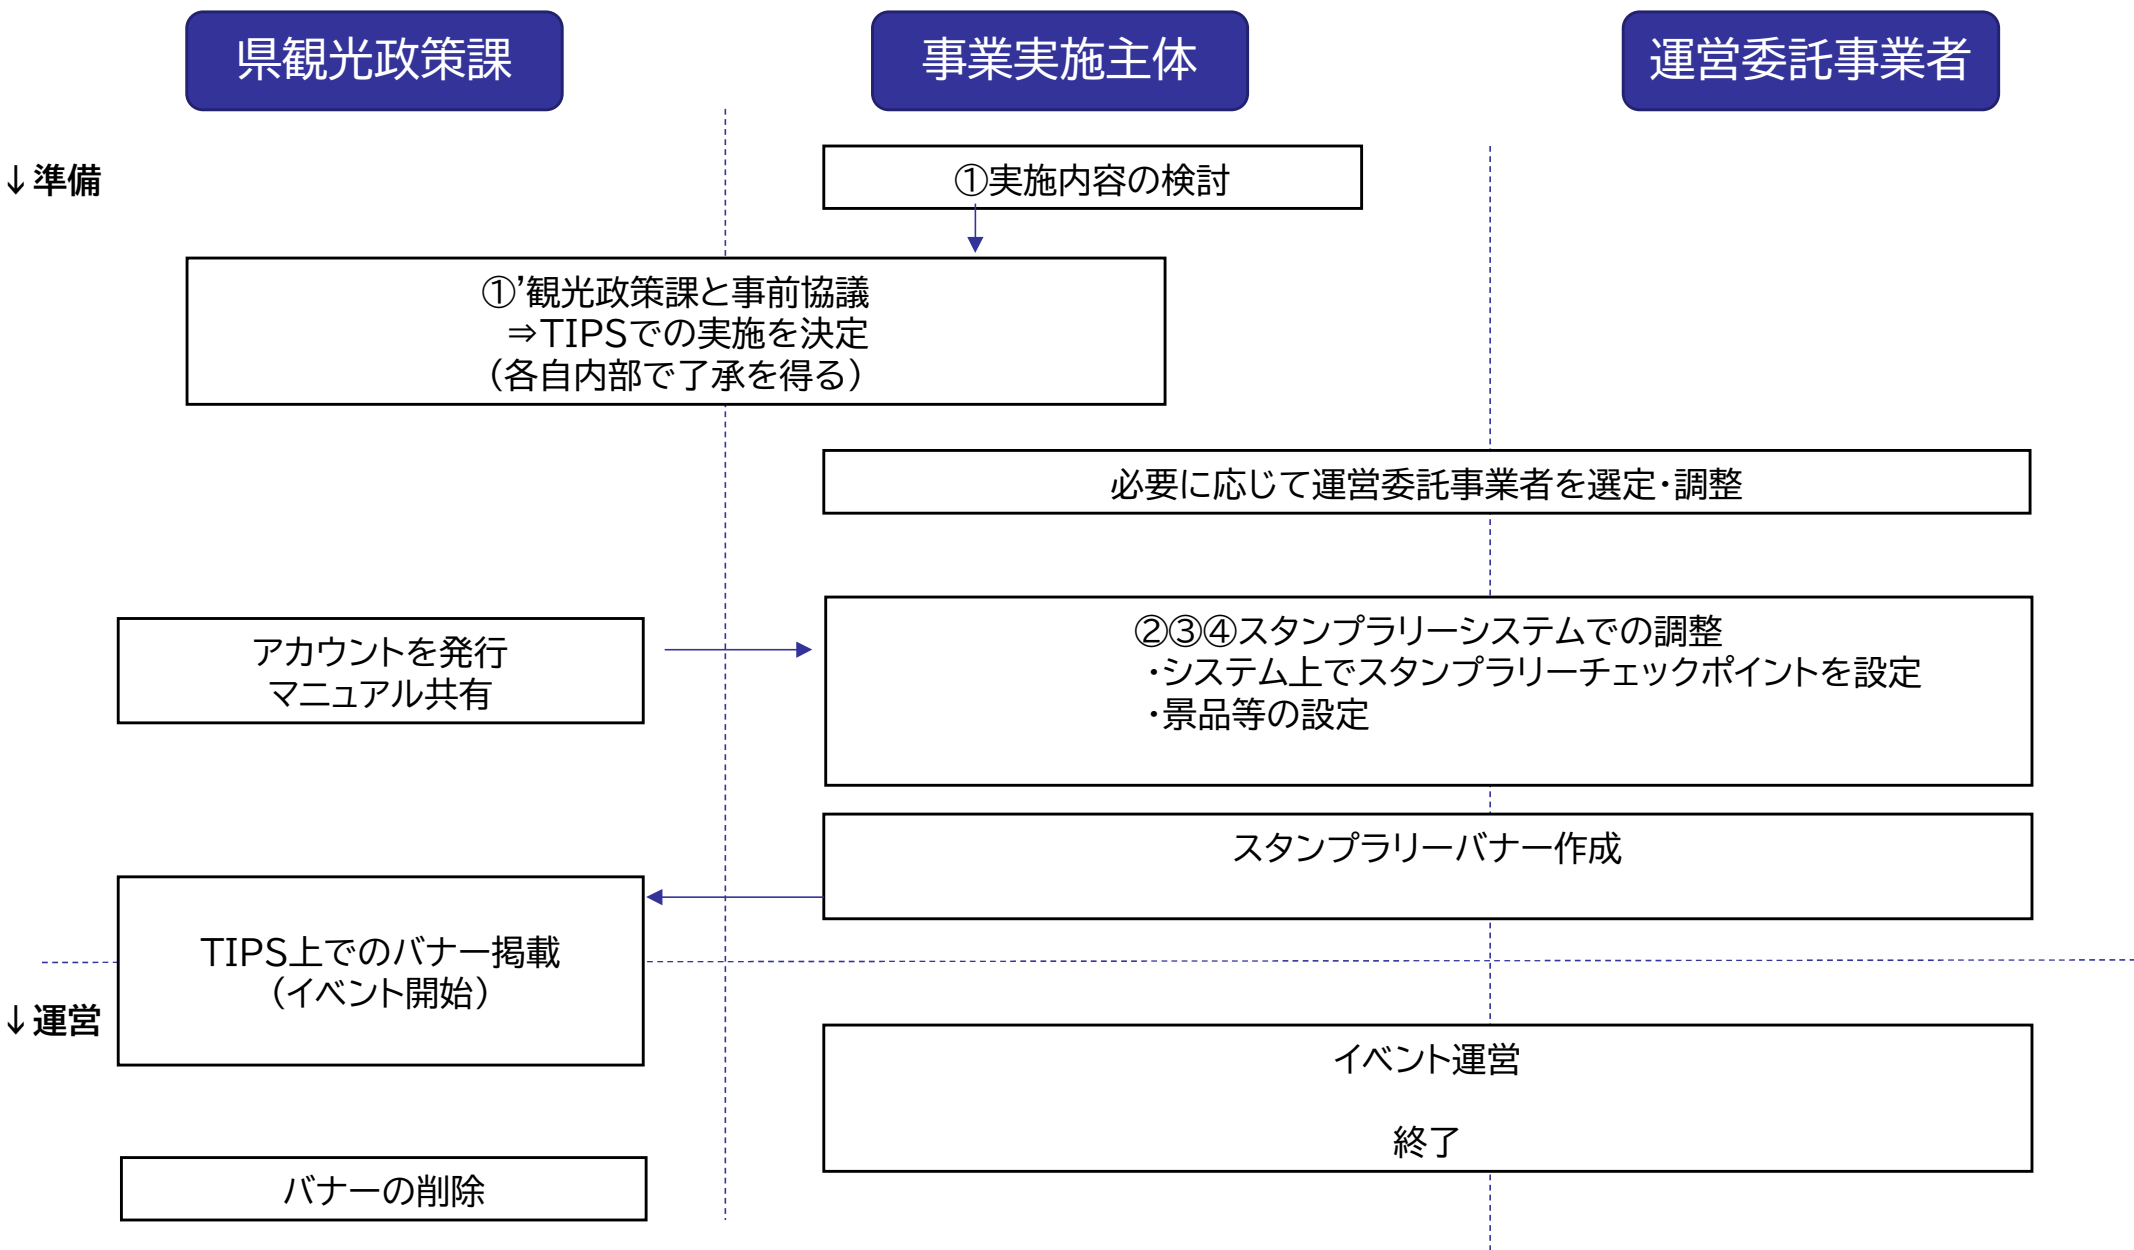 県観光政策課
事業実施主体
運営委託事業者
↓準備
①実施内容の検討
①’観光政策課と事前協議
⇒TIPSでの実施を決定
（各自内部で了承を得る）
必要に応じて運営委託事業者を選定・調整
アカウントを発行
マニュアル共有
②③④スタンプラリーシステムでの調整
・システム上でスタンプラリーチェックポイントを設定
・景品等の設定
スタンプラリーバナー作成
TIPS上でのバナー掲載
（イベント開始）
↓運営
イベント運営
終了
バナーの削除